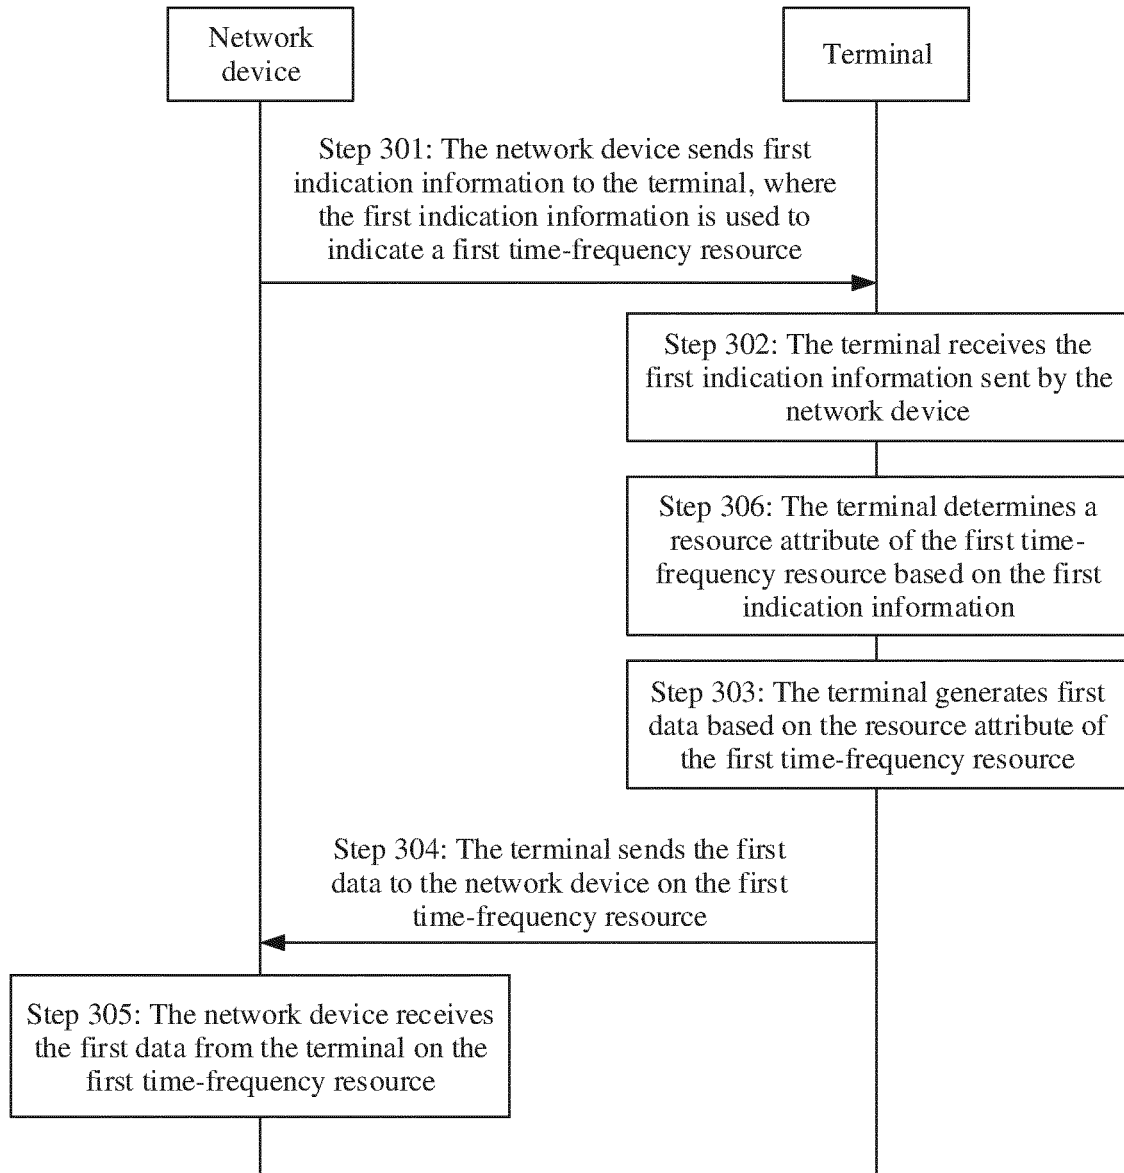 Network
device
Terminal
Step 301: The network device sends first
indication information to the terminal, where
the first indication information is used to
indicate a first time-frequency resource
Step 302: The terminal receives the
first indication information sent by the
network device
Step 306: The terminal determines a
resource attribute of the first time-
frequency resource based on the first
indication information
Step 303: The terminal generates first
data based on the resource attribute of
the first time-frequency resource
Step 304: The terminal sends the first
data to the network device on the first
time-frequency resource
Step 305: The network device receives
the first data from the terminal on the
first time-frequency resource